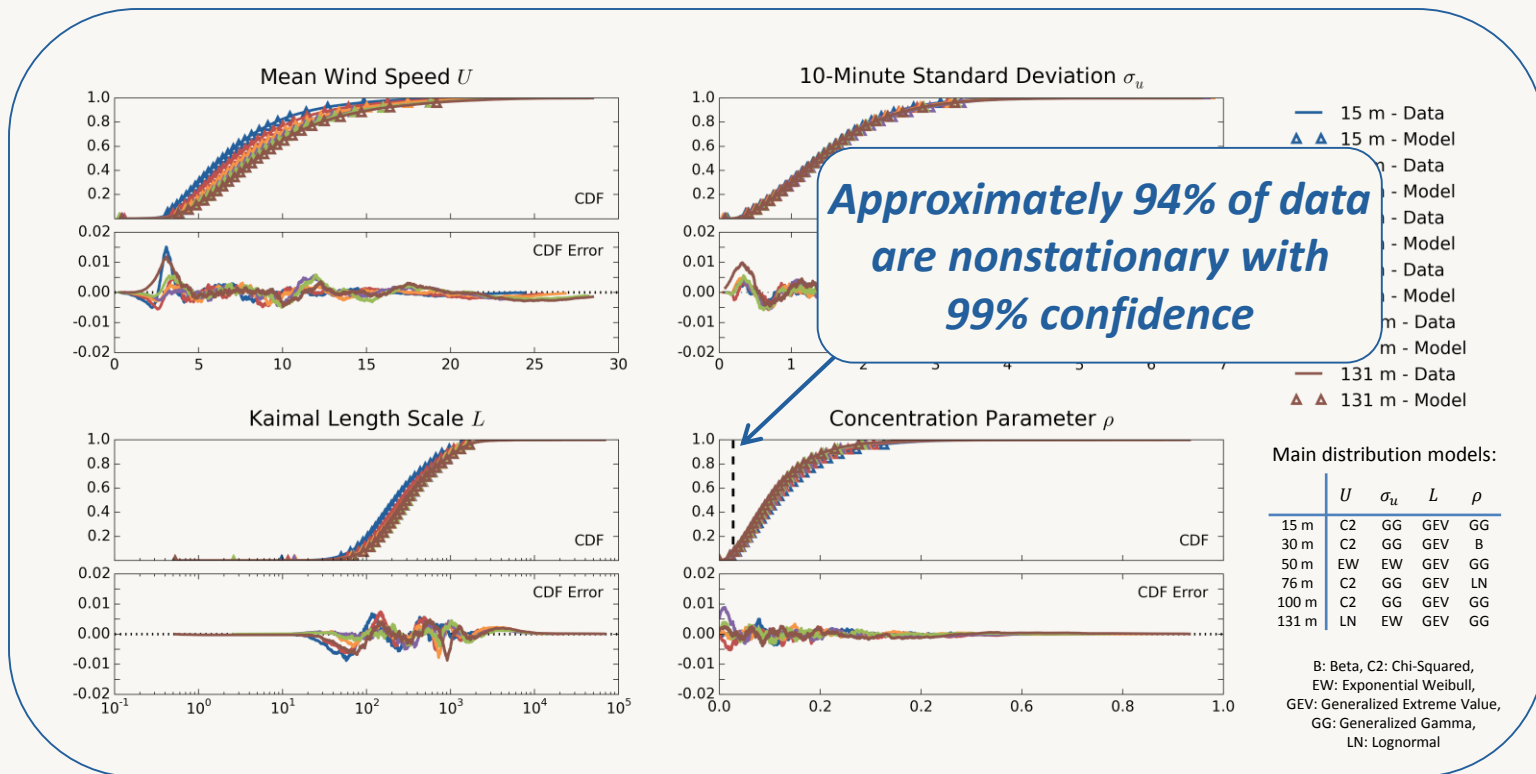 Mean Wind Speed U
1.0
0.8
0.6
0.4
0.2
CDF
0.02
0.01
0.00
-0.01
-0.02
CDF Error
0 5 10 15 20 25 30
10-Minute Standard Deviation σu
1.0
0.8
0.6
0.4
0.2
0.02
0.01
0.00
-0.01
-0.02
0 1 2 3 4 5 6 7
15 m - Data
15 m - Model
m - Data
m - Model
- Data
- Model
- Data
m - Model
m - Data
m - Model
131 m - Data
131 m - Model
Approximately 94% of data
are nonstationary with
99% confidence
Kaimal Length Scale L
1.0
0.8
0.6
0.4
0.2
CDF
0.02
0.01
0.00
-0.01
-0.02
CDF Error
10-1 100 101 102 103 104 105
Concentration Parameter ρ
1.0
0.8
0.6
0.4
0.2
CDF
0.02
0.01
0.00
-0.01
-0.02
CDF Error
0.0 0.2 0.2 0.6 0.8 1.0
Main distribution models:
U σu L ρ
15 m C2 GG GEV GG
30 m C2 GG GEV B
50 m EW EW GEV GG
76 m C2 GG GEV LN
100 m C2 GG GEV GG
131 m LN EW GEV GG
B: Beta, C2: Chi-Squared,
EW: Exponential Weibull,
GEV: Generalized Extreme Value,
GG: Generalized Gamma,
LN: Lognormal